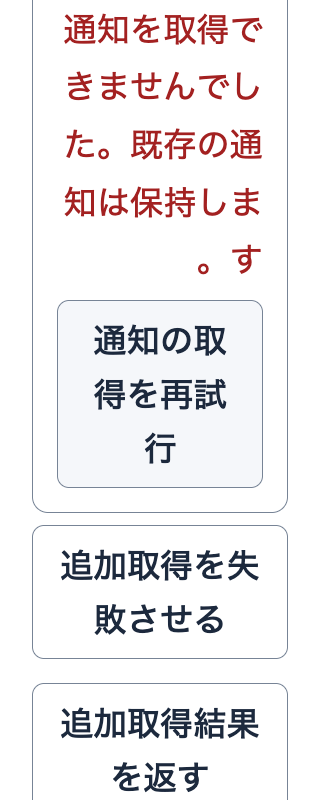 通知を取得で
きませんでし
た。既存の通
知は保持しま
。す
通知の取
得を再試
行
追加取得を失
敗させる
追加取得結果
を返す